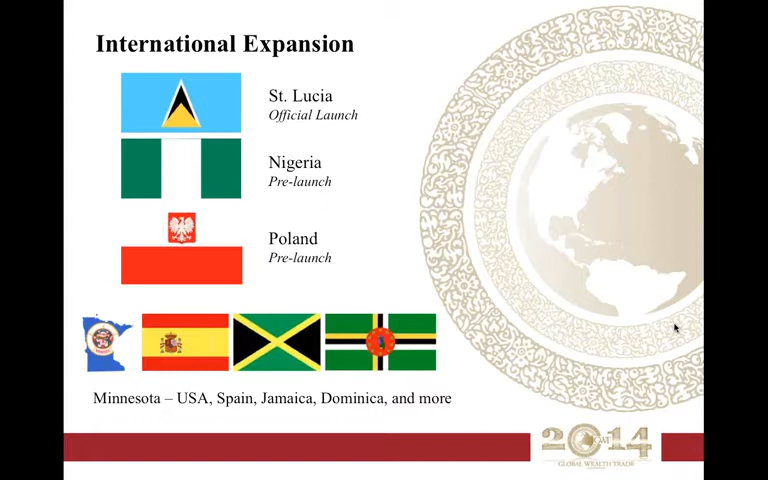 International Expansion
St. Lucia
Official Launch
Nigeria
Pre-launch
Poland
Pre-launch
Minnesota – USA, Spain, Jamaica, Dominica, and more
2014
GWT
GLOBAL WEALTH TRADE